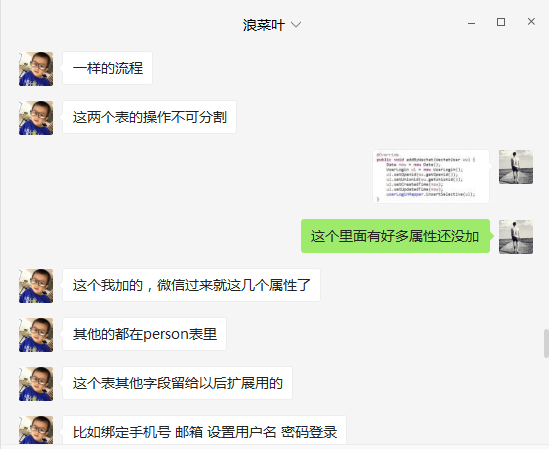 浪菜叶
一样的流程
这两个表的操作不可分割
@Override
public void addByWechat(WechatUser wu) {
Date now = new Date();
UserLogin ul = new UserLogin();
ul.setOpenid(wu.getOpenid());
ul.setUnionid(wu.getUnionid());
ul.setCreatedTime(now);
ul.setUpdatedTime(now);
userLoginMapper.insertSelective(ul);
}
这个里面有好多属性还没加
这个我加的，微信过来就这几个属性了
其他的都在person表里
这个表其他字段留给以后扩展用的
比如绑定手机号 邮箱 设置用户名 密码登录